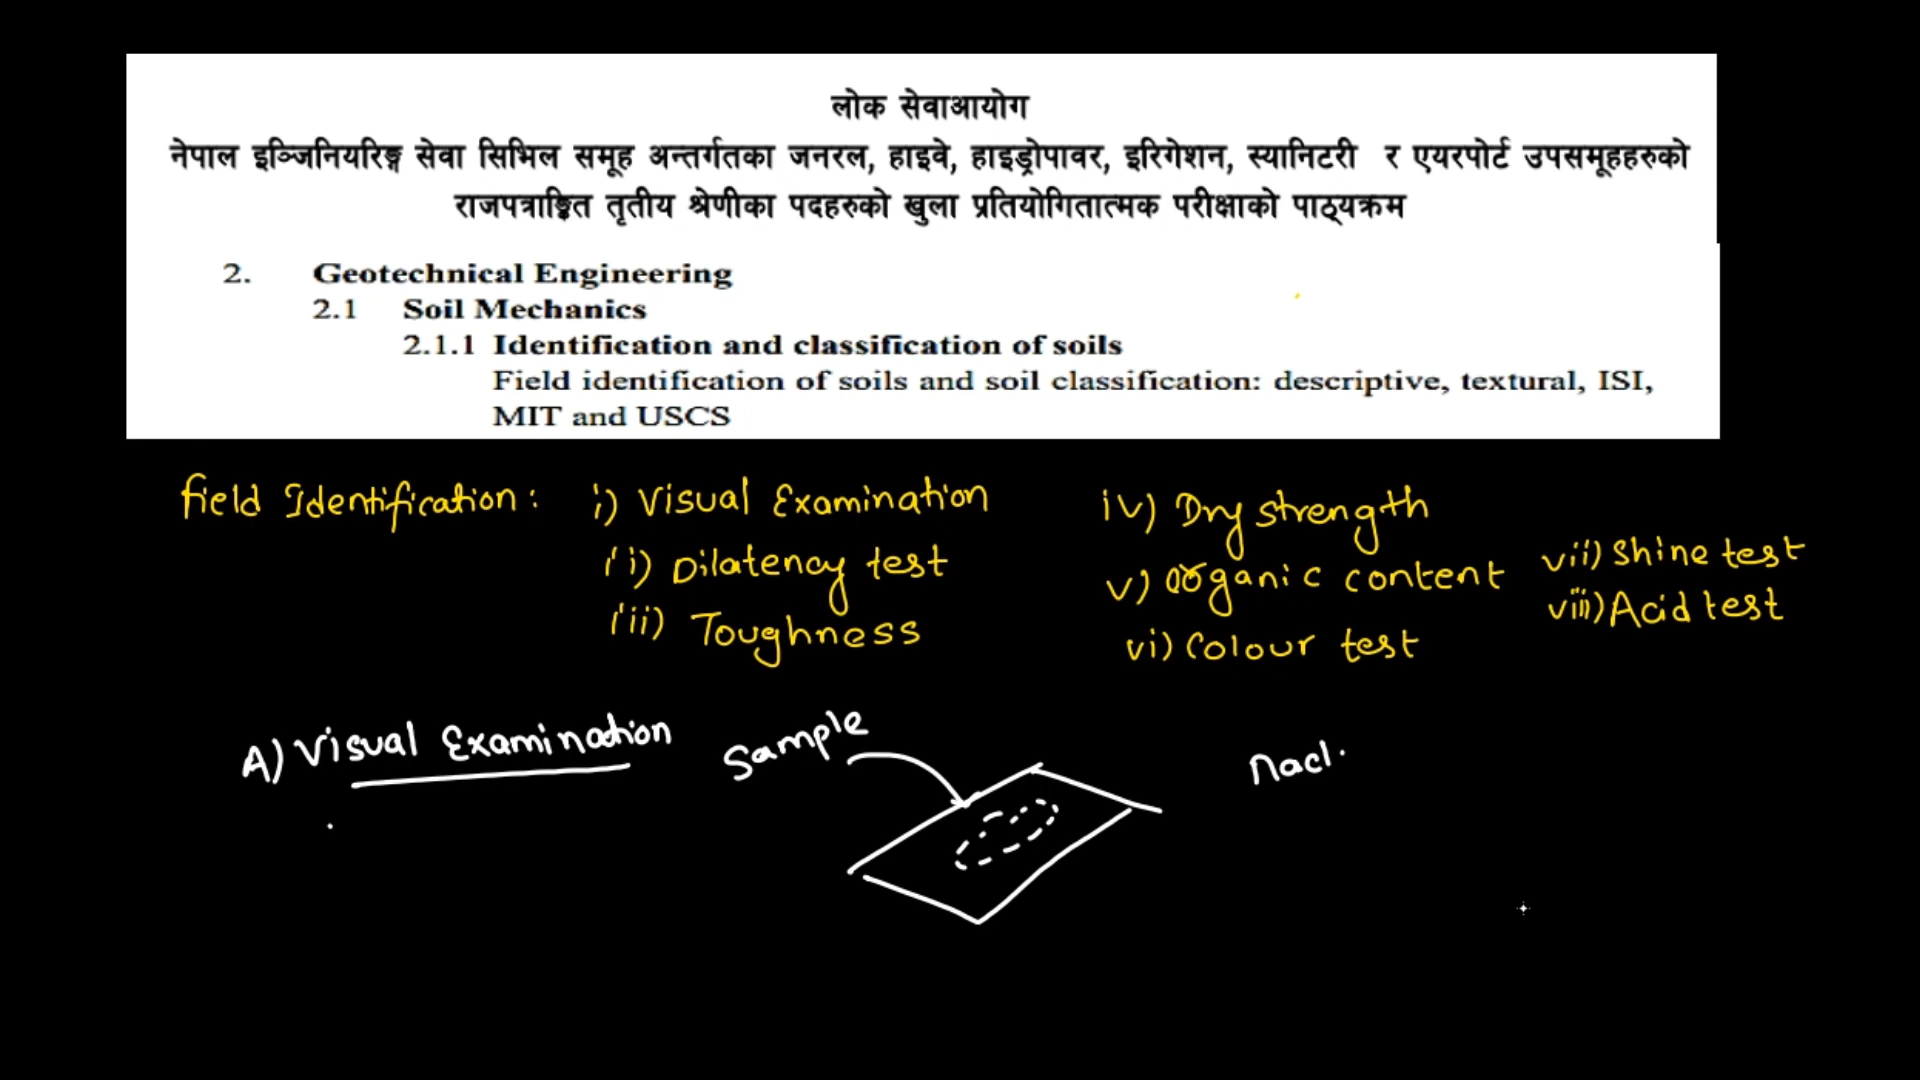 लोक सेवाआयोग
नेपाल इञ्जिनियरिङ्ग सेवा सिभिल समूह अन्तर्गतका जनरल, हाइवे, हाइड्रोपावर, इरिगेशन, स्यानिटरी र एयरपोर्ट उपसमूहहरुको
राजपत्राङ्कित तृतीय श्रेणीका पदहरुको खुला प्रतियोगितात्मक परीक्षाको पाठ्यक्रम
2. Geotechnical Engineering
2.1 Soil Mechanics
2.1.1 Identification and classification of soils
Field identification of soils and soil classification: descriptive, textural, ISI,
MIT and USCS
field Identification: i) Visual Examination
ii) Dilatency test
iii) Toughness
iv) Dry strength
v) Organic content
vi) Colour test
vii) Shine test
viii) Acid test
A) Visual Examination
Sample
nacl.